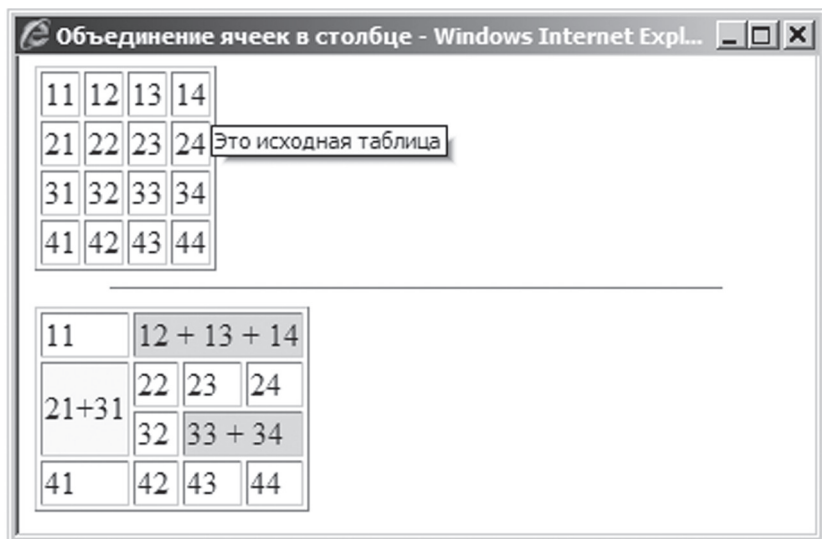 Объединение ячеек в столбце - Windows Internet Expl...
11 12 13 14
21 22 23 24
Это исходная таблица
31 32 33 34
41 42 43 44
11 12 + 13 + 14
21+31 22 23 24
32 33 + 34
41 42 43 44